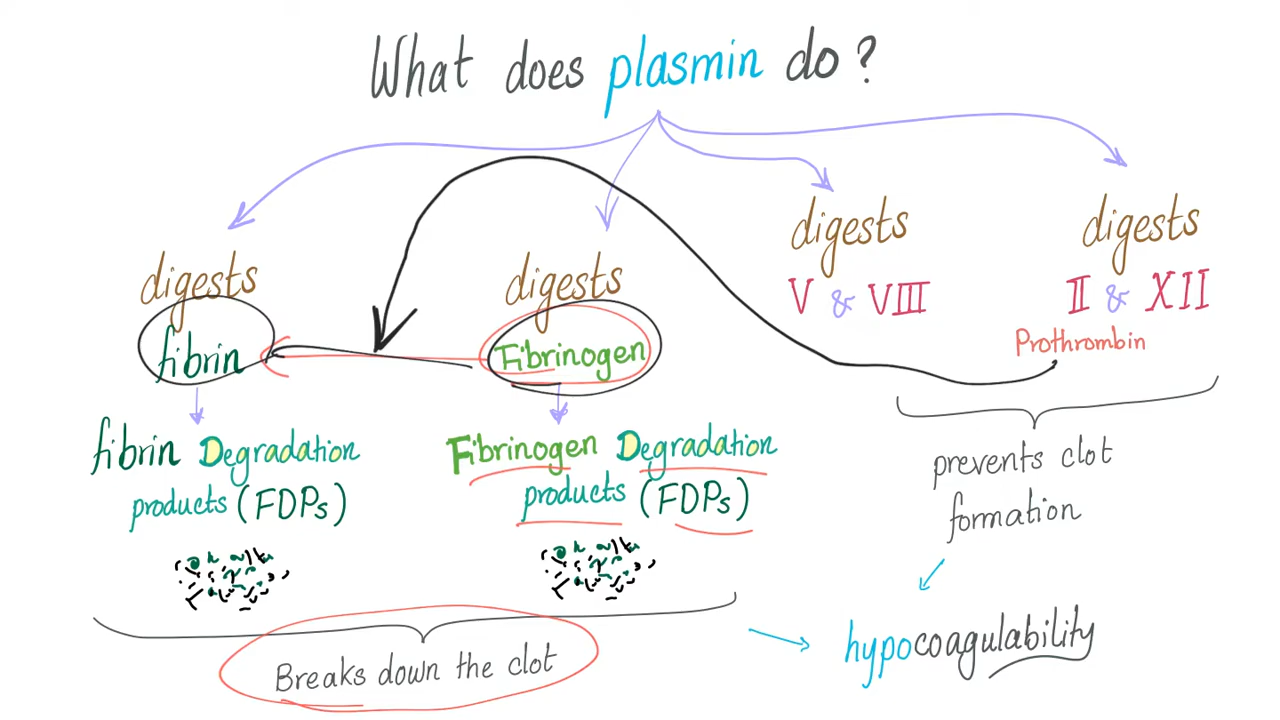 What does plasmin do?
digests
fibrin
fibrin Degradation
products (FDPs)
digests
Fibrinogen
Fibrinogen Degradation
products (FDPs)
Breaks down the clot
digests
V & VIII
digests
II & XII
Prothrombin
prevents clot
formation
hypocoagulability